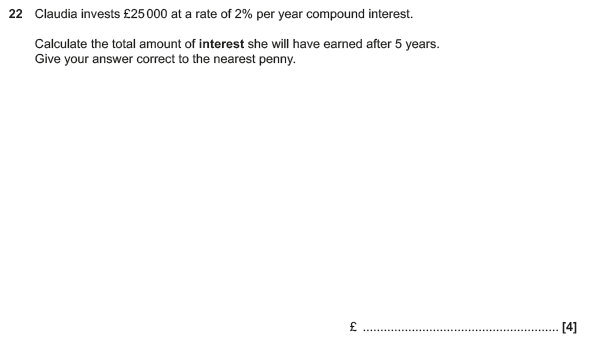 22 Claudia invests £25 000 at a rate of 2% per year compound interest.
Calculate the total amount of interest she will have earned after 5 years.
Give your answer correct to the nearest penny.
£ ........................................................ [4]